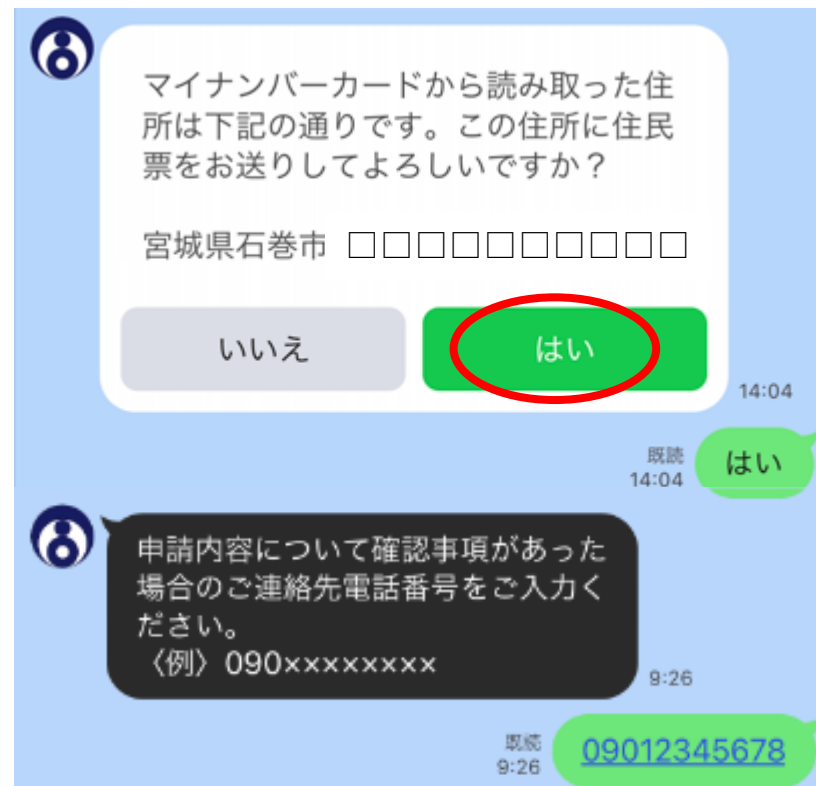 マイナンバーカードから読み取った住
所は下記の通りです。この住所に住民
票をお送りしてよろしいですか？
宮城県石巻市 □□□□□□□□□□
いいえ
はい
14:04
既読
14:04
はい
申請内容について確認事項があった
場合のご連絡先電話番号をご入力く
ださい。
〈例〉090××××××××
9:26
既読
9:26
09012345678